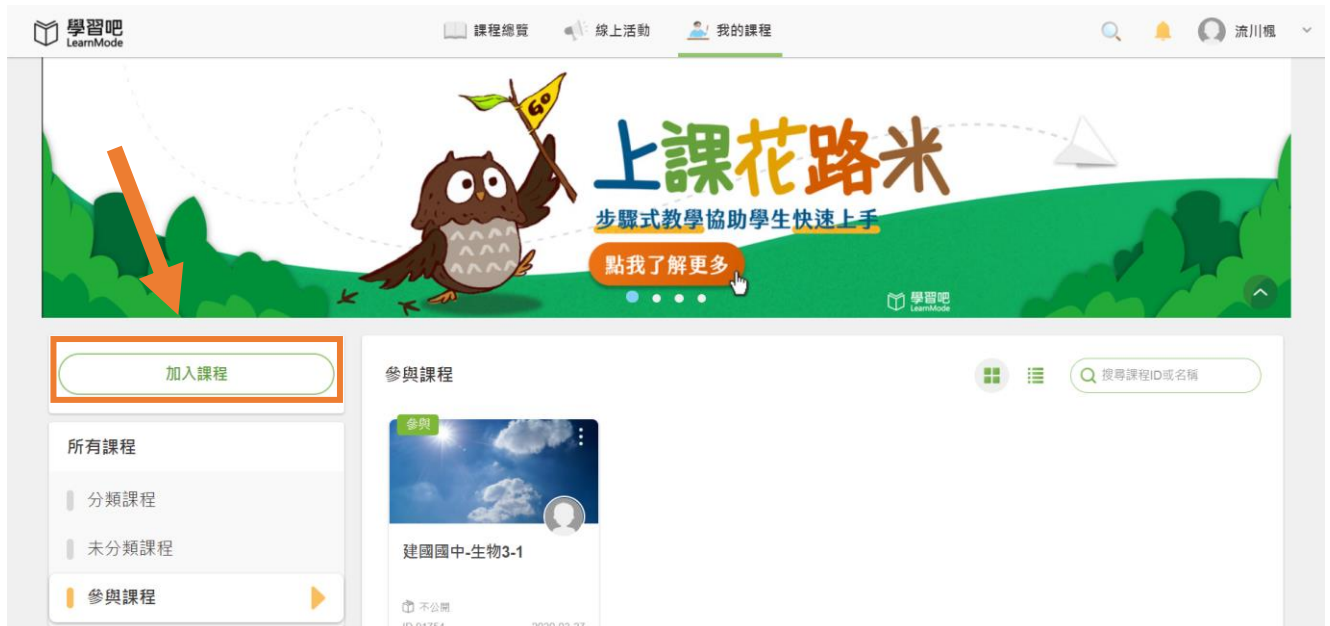 學習吧
LearnMode
課程總覽
線上活動
我的課程
流川楓
GO
上課花路米
步驟式教學協助學生快速上手
點我了解更多
學習吧
LearnMode
加入課程
參與課程
搜尋課程ID或名稱
所有課程
分類課程
未分類課程
參與課程
參與
建國國中-生物3-1
不公開